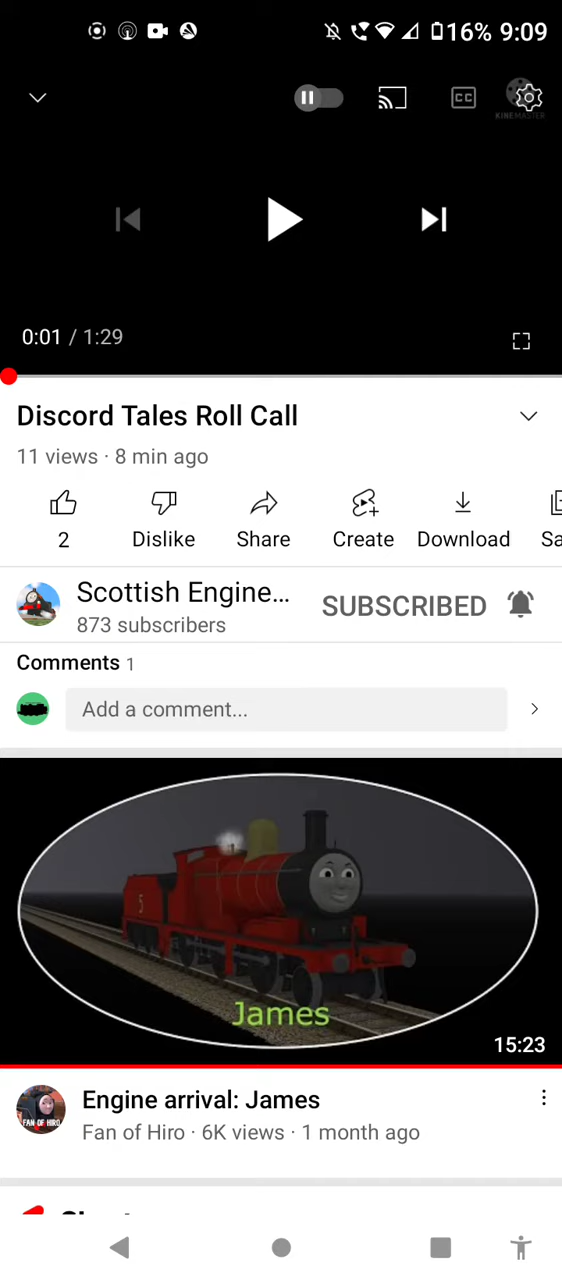 16% 9:09
CC
KINEMASTER
0:01 / 1:29
Discord Tales Roll Call
11 views · 8 min ago
2 Dislike Share Create Download Sa
Scottish Engine... SUBSCRIBED
873 subscribers
Comments 1
Add a comment...
5
James
15:23
FAN OF HIRO
Engine arrival: James
Fan of Hiro · 6K views · 1 month ago